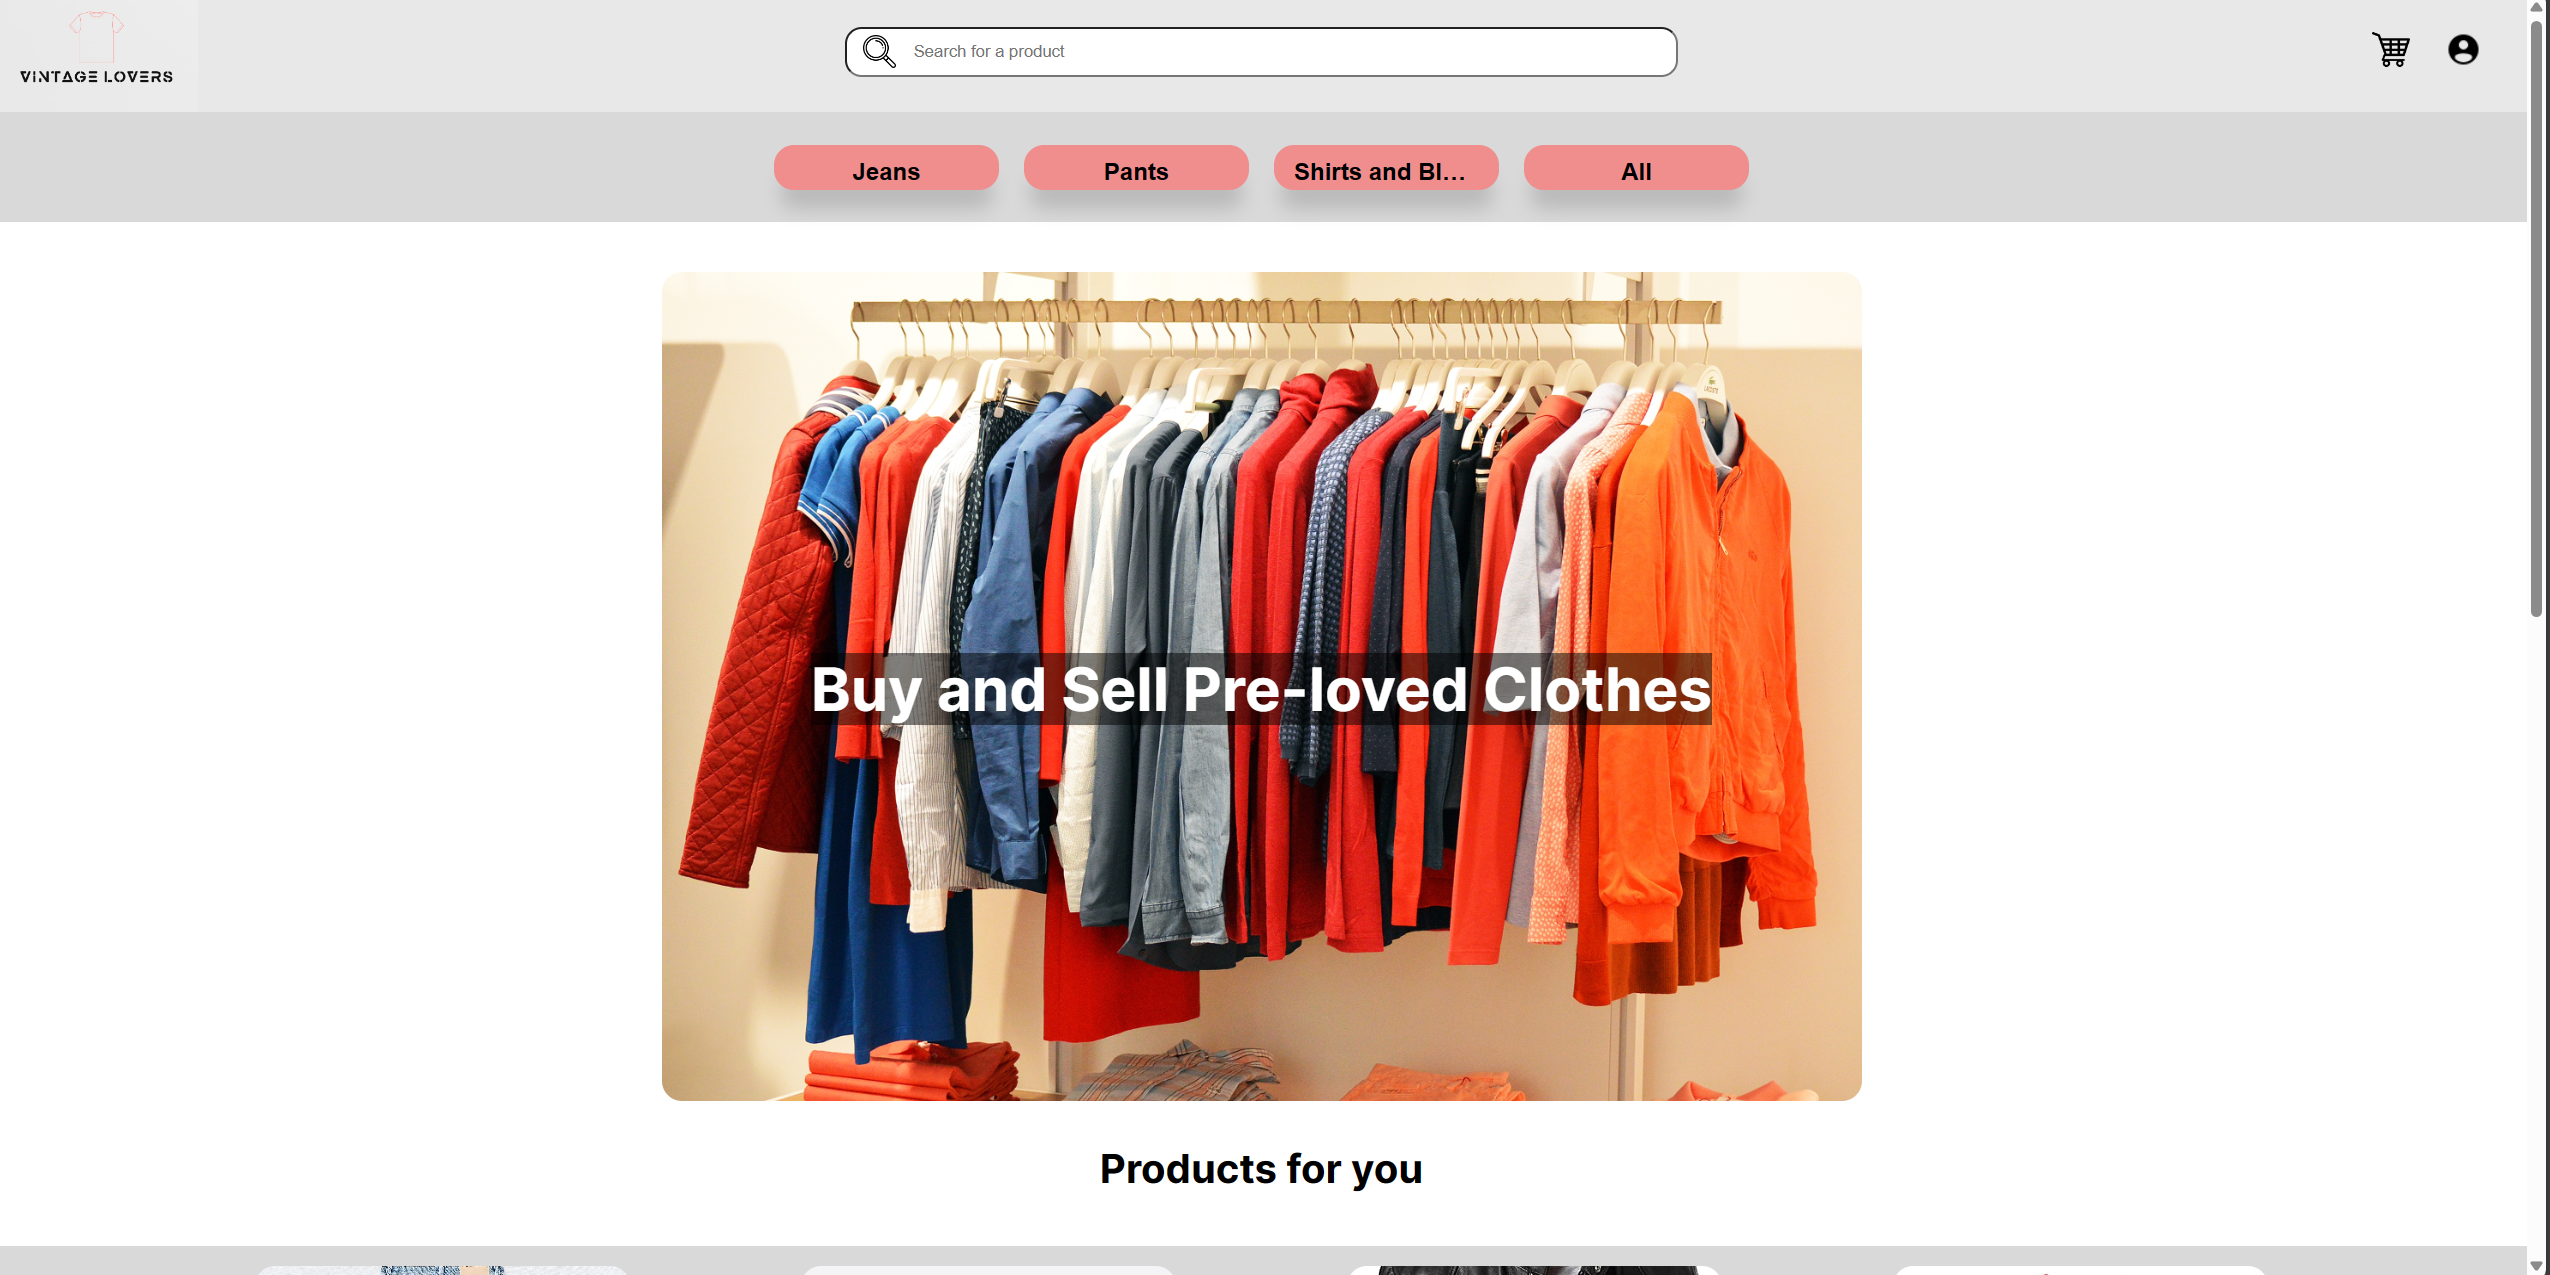 VINTAGE LOVERS
Search for a product
Jeans
Pants
Shirts and Bl...
All
LACOSTE
Buy and Sell Pre-loved Clothes
Products for you